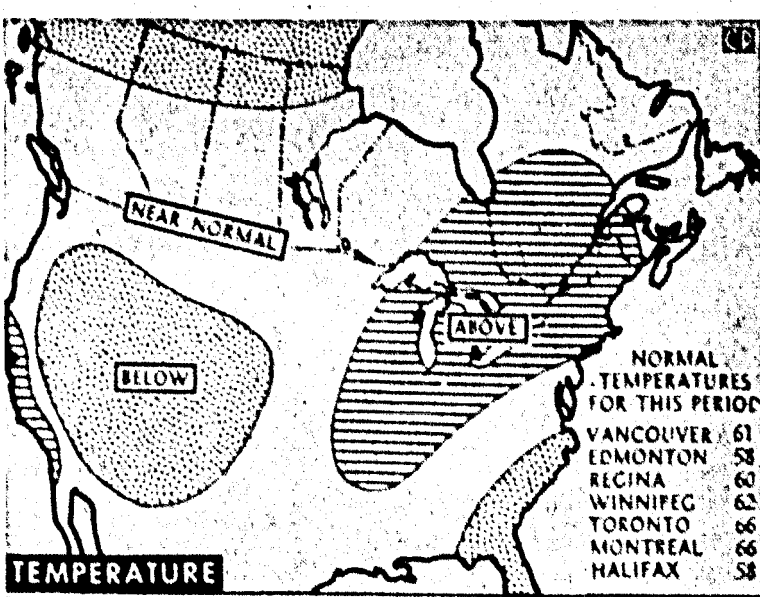 CP
NEAR NORMAL
ABOVE
BELOW
NORMAL
TEMPERATURES
FOR THIS PERIOD
VANCOUVER 61
EDMONTON 58
REGINA 60
WINNIPEG 62
TORONTO 66
MONTREAL 66
HALIFAX 58
TEMPERATURE